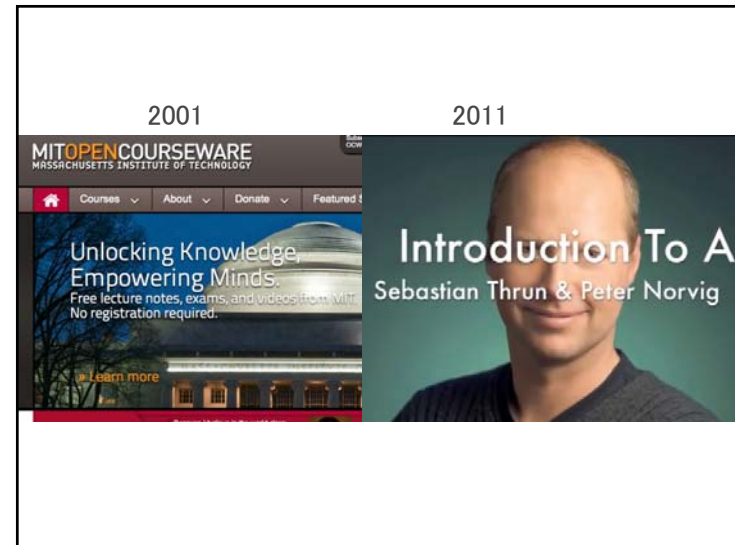 2001
2011
MITOPENCOURSEWARE
MASSACHUSETTS INSTITUTE OF TECHNOLOGY
Courses
About
Donate
Featured S
Unlocking Knowledge,
Empowering Minds.
Free lecture notes, exams, and videos from MIT.
No registration required.
» Learn more
Introduction To A
Sebastian Thrun & Peter Norvig